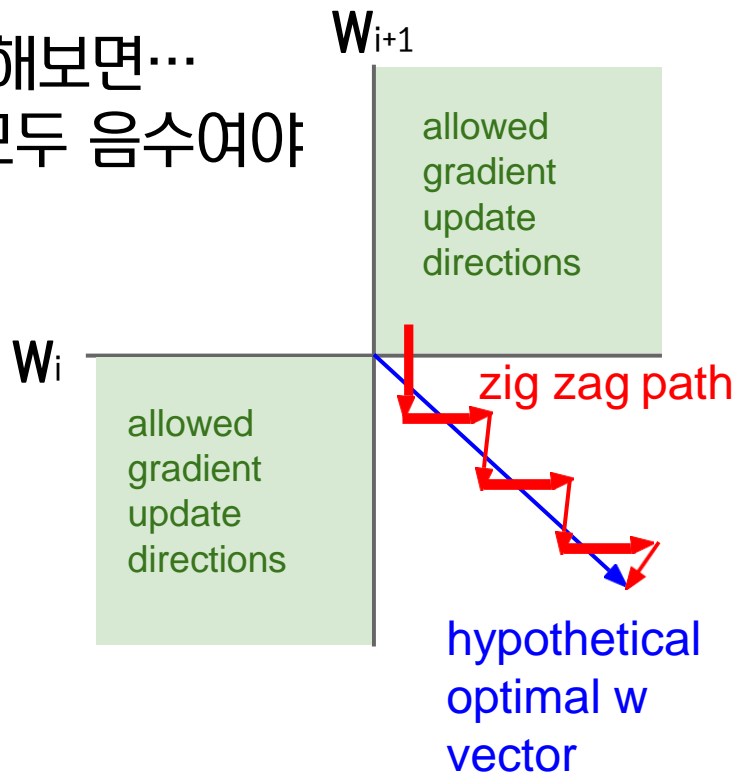 해보면…
모두 음수여야
Wi+1
allowed
gradient
update
directions
Wi
zig zag path
allowed
gradient
update
directions
hypothetical
optimal w
vector